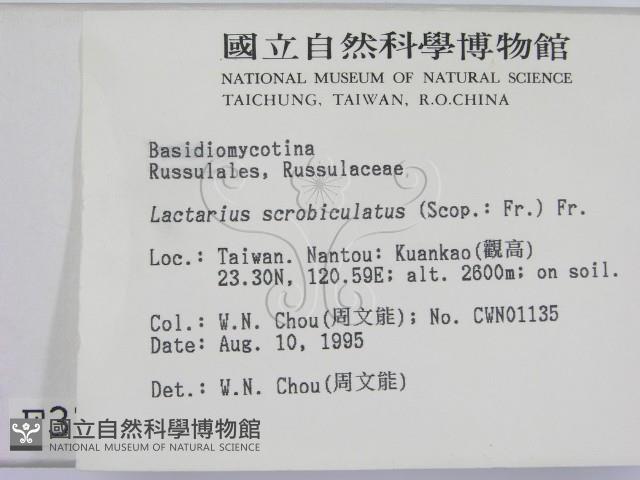 國立自然科學博物館
NATIONAL MUSEUM OF NATURAL SCIENCE
TAICHUNG, TAIWAN, R.O.CHINA
Basidiomycotina
Russulales, Russulaceae
Lactarius scrobiculatus (Scop.: Fr.) Fr.
Loc.: Taiwan. Nantou: Kuankao(觀高)
23.30N, 120.59E; alt. 2600m; on soil.
Col.: W.N. Chou(周文能); No. CWN01135
Date: Aug. 10, 1995
Det.: W.N. Chou(周文能)
國立自然科學博物館
NATIONAL MUSEUM OF NATURAL SCIENCE